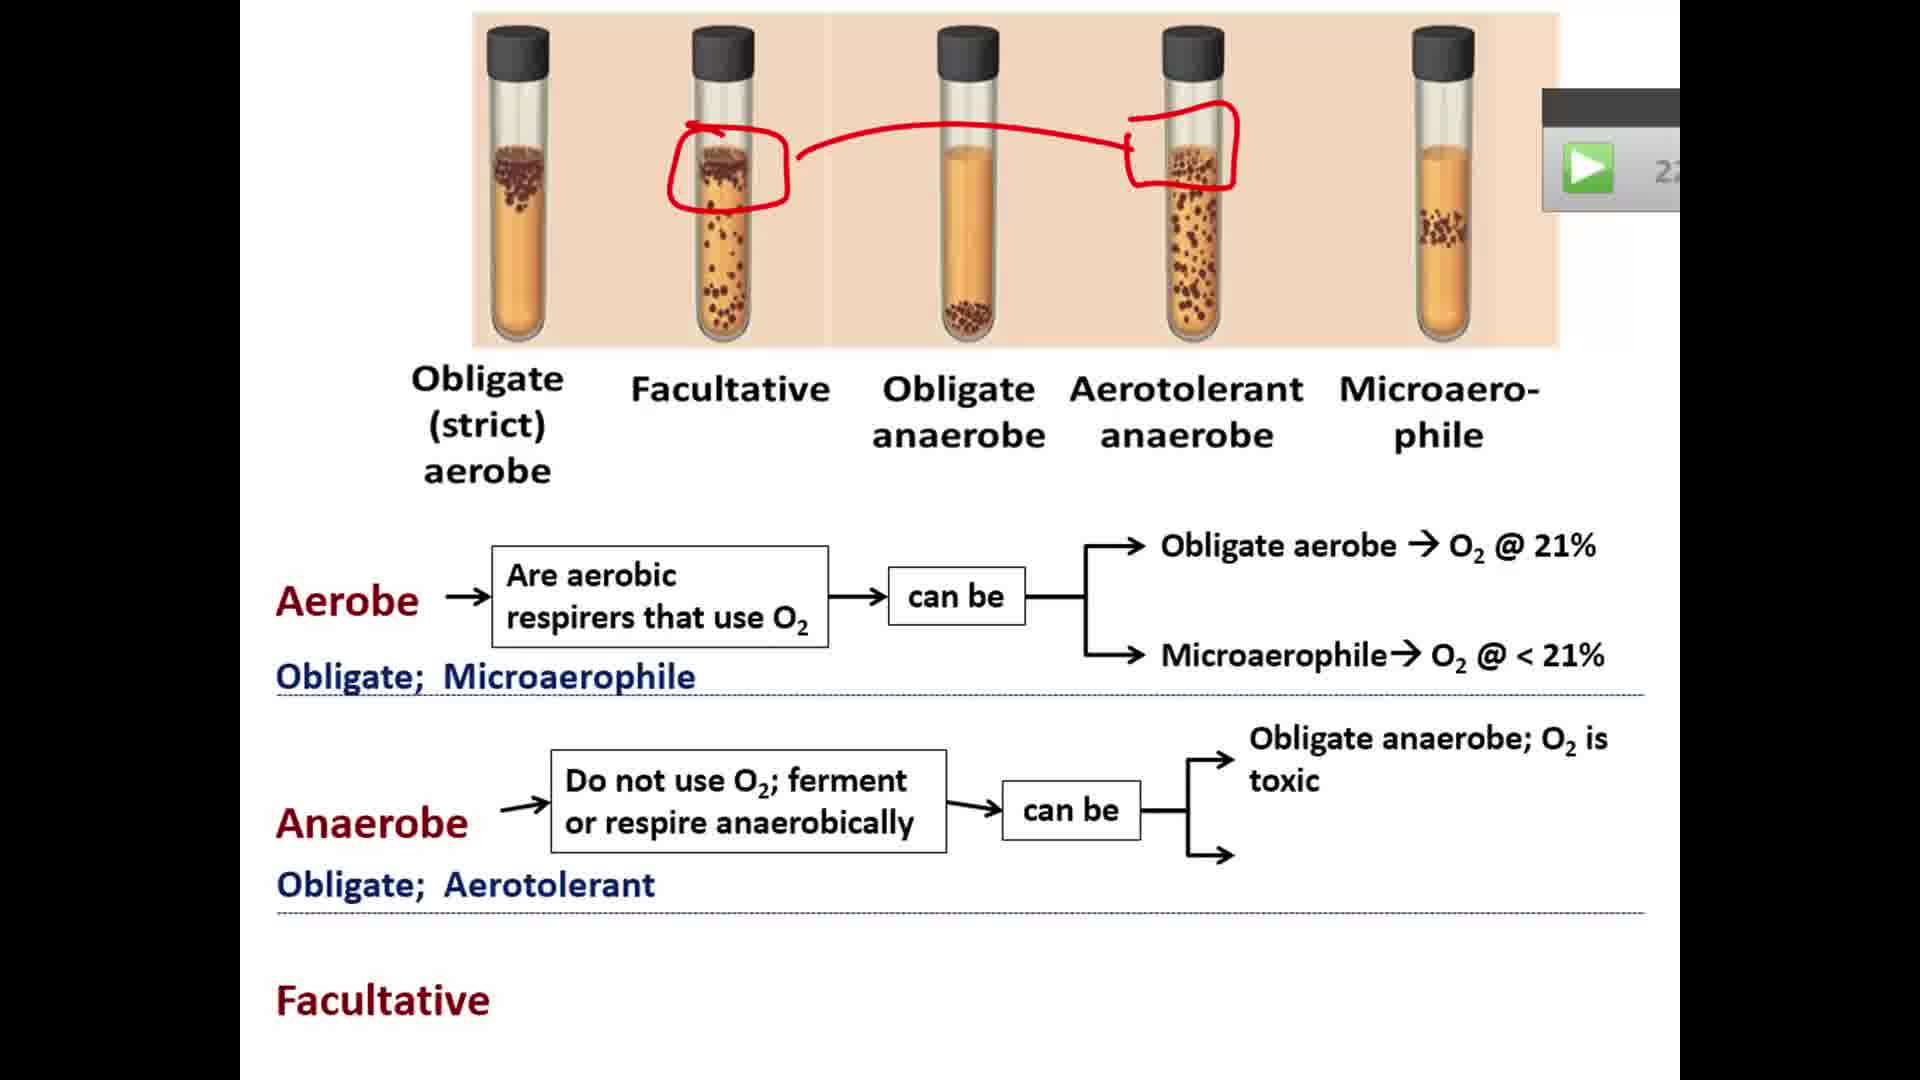 Obligate
(strict)
aerobe
Facultative
Obligate
anaerobe
Aerotolerant
anaerobe
Microaero-
phile
Aerobe
Are aerobic
respirers that use O₂
can be
Obligate aerobe → O₂ @ 21%
Microaerophile→ O₂ @ < 21%
Obligate; Microaerophile
Anaerobe
Do not use O₂; ferment
or respire anaerobically
can be
Obligate anaerobe; O₂ is
toxic
Obligate; Aerotolerant
Facultative